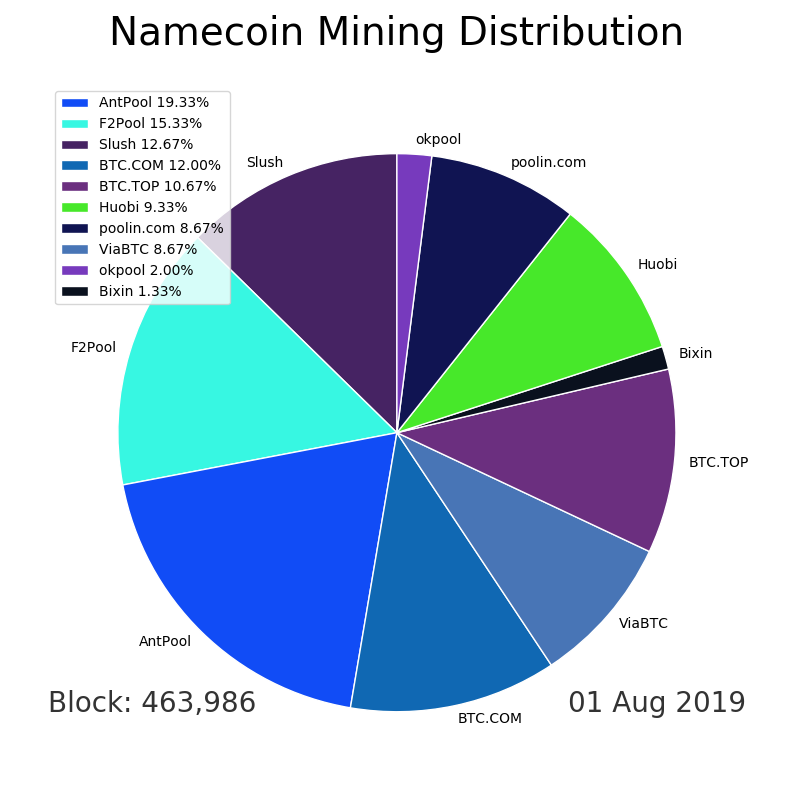 Namecoin Mining Distribution
AntPool 19.33%
F2Pool 15.33%
Slush 12.67%
BTC.COM 12.00%
BTC.TOP 10.67%
Huobi 9.33%
poolin.com 8.67%
ViaBTC 8.67%
okpool 2.00%
Bixin 1.33%
okpool
Slush
poolin.com
Huobi
F2Pool
Bixin
BTC.TOP
ViaBTC
AntPool
BTC.COM
Block: 463,986
01 Aug 2019